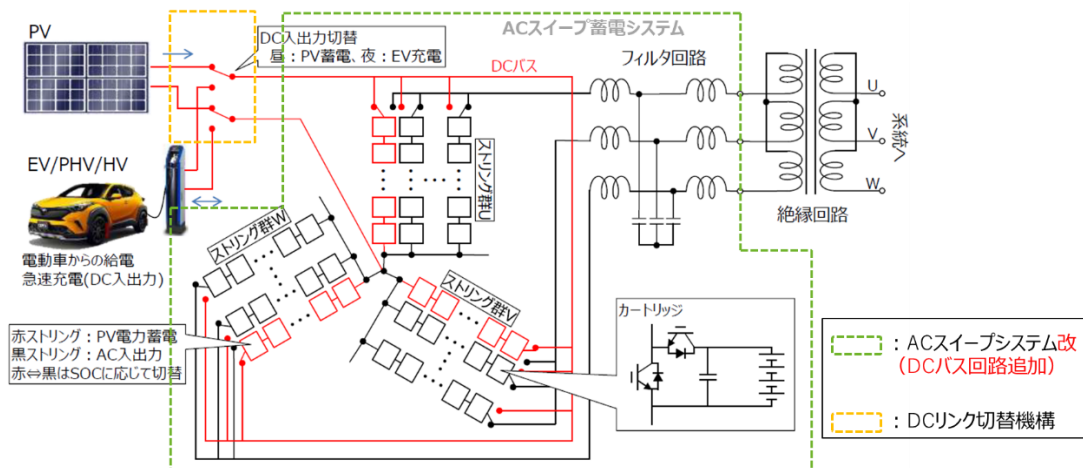 ACスイープ蓄電システム
PV
DC入出力切替
昼：PV蓄電、夜：EV充電
DCバス
フィルタ回路
U
V
W
系統へ
絶縁回路
EV/PHV/HV
電動車からの給電
急速充電(DC入出力)
ストリング群U
ストリング群W
ストリング群V
赤ストリング：PV電力蓄電
黒ストリング：AC入出力
赤⇔黒はSOCに応じて切替
カートリッジ
：ACスイープシステム改
（DCバス回路追加）
：DCリンク切替機構